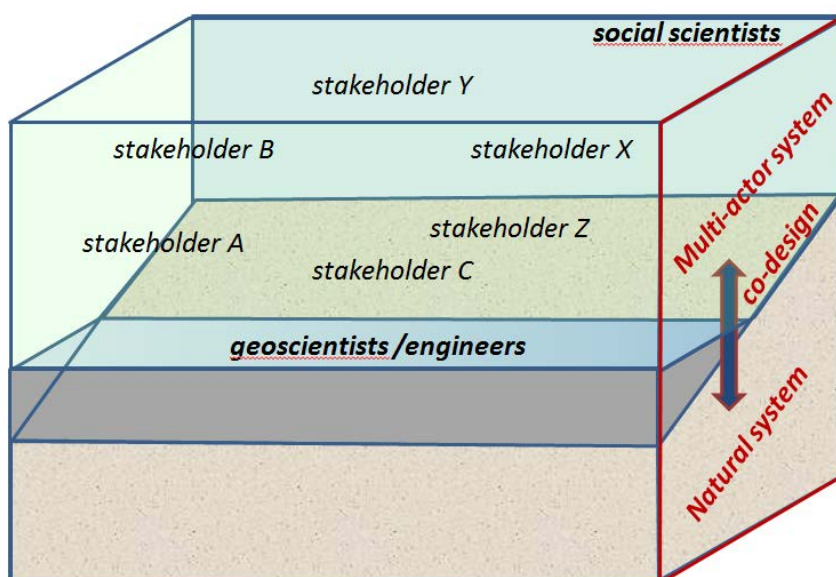 social scientists
stakeholder Y
stakeholder B
stakeholder X
stakeholder A
stakeholder Z
stakeholder C
geoscientists/engineers
Multi-actor system
co-design
Natural system